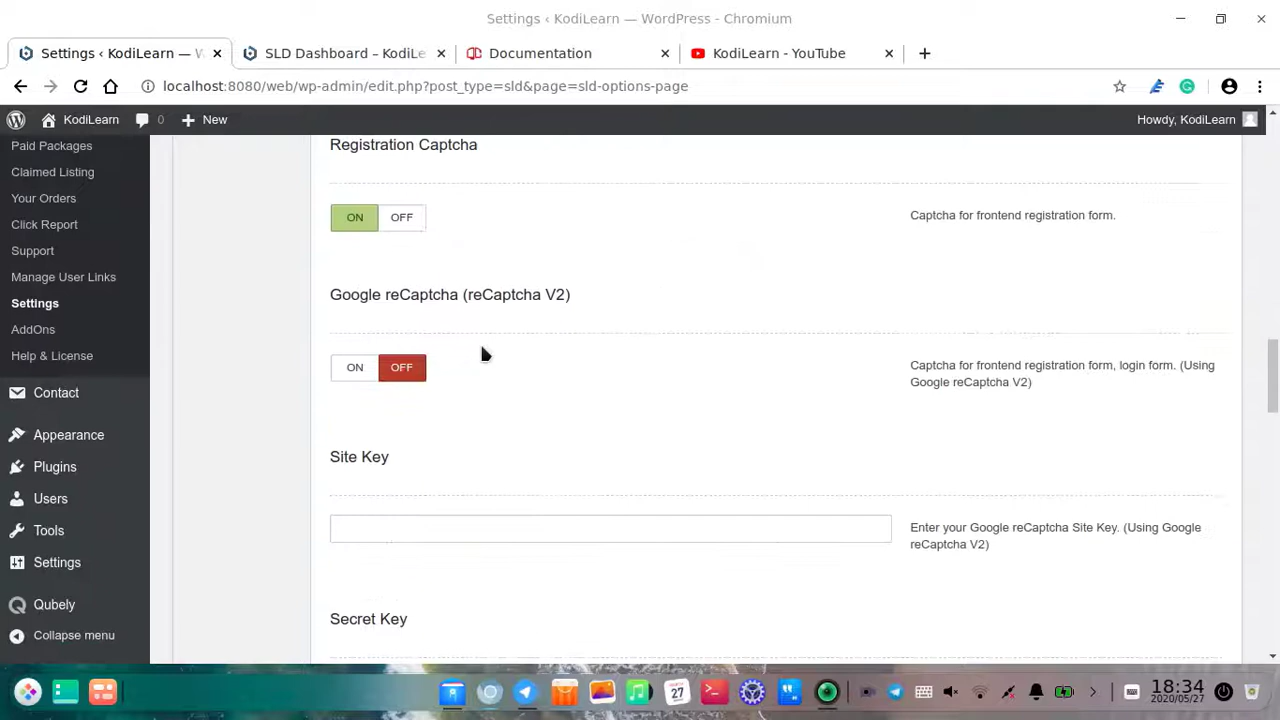 Settings ‹ KodiLearn — WordPress - Chromium
Settings ‹ KodiLearn — W
SLD Dashboard – KodiLe
Documentation
KodiLearn - YouTube
localhost:8080/web/wp-admin/edit.php?post_type=sld&page=sld-options-page
KodiLearn
0
New
Howdy, KodiLearn
Paid Packages
Claimed Listing
Your Orders
Click Report
Support
Manage User Links
Settings
AddOns
Help & License
Contact
Appearance
Plugins
Users
Tools
Settings
Qubely
Collapse menu
Registration Captcha
ON OFF
Captcha for frontend registration form.
Google reCaptcha (reCaptcha V2)
ON OFF
Captcha for frontend registration form, login form. (Using
Google reCaptcha V2)
Site Key
Enter your Google reCaptcha Site Key. (Using Google
reCaptcha V2)
Secret Key
27
18:34
2020/05/27